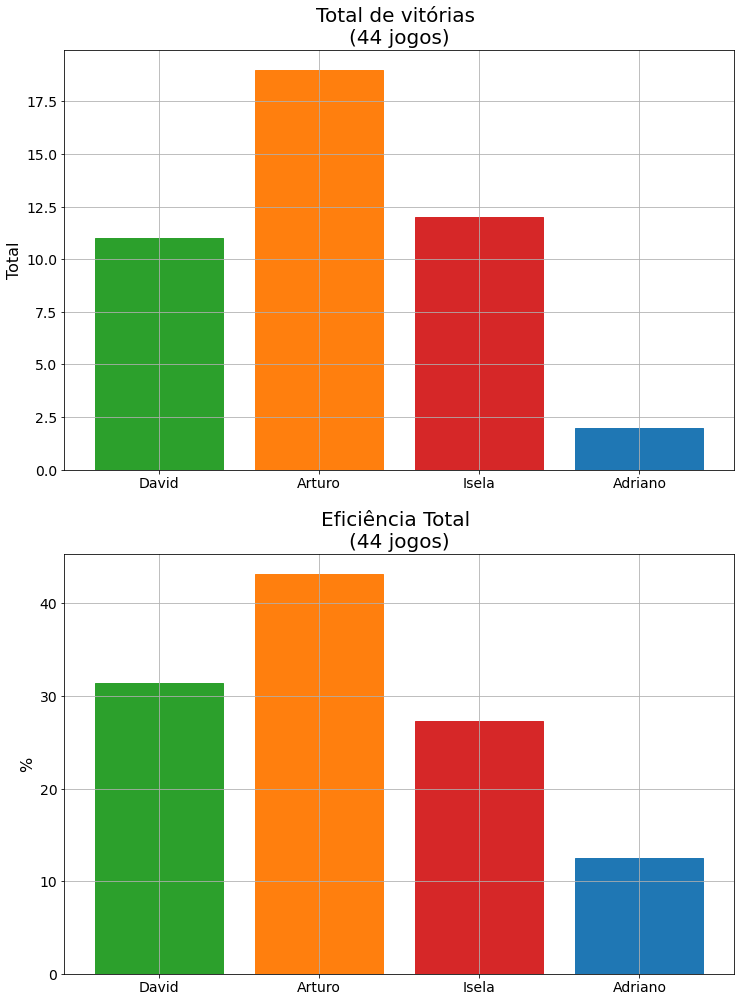 Total de vitórias
(44 jogos)
Total
17.5
15.0
12.5
10.0
7.5
5.0
2.5
0.0
David Arturo Isela Adriano
Eficiência Total
(44 jogos)
%
40
30
20
10
0
David Arturo Isela Adriano